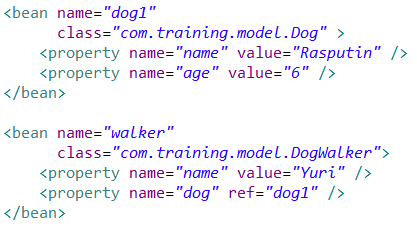 <bean name="dog1"
class="com.training.model.Dog" >
<property name="name" value="Rasputin" />
<property name="age" value="6" />
</bean>
<bean name="walker"
class="com.training.model.DogWalker">
<property name="name" value="Yuri" />
<property name="dog" ref="dog1" />
</bean>